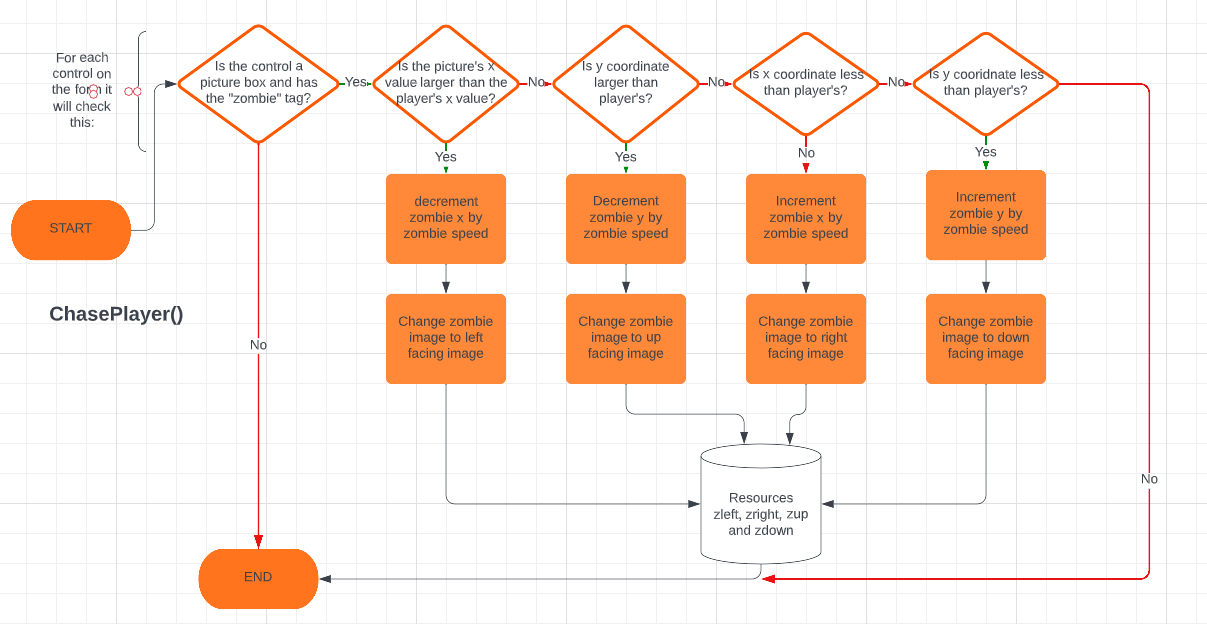 For each
control on
the form it
will check
this:
START
ChasePlayer()
Is the control a
picture box and has
the "zombie" tag?
Yes
Is the picture's x
value larger than the
player's x value?
No
Is y coordinate
larger than
player's?
No
Is x coordinate less
than player's?
No
Is y cooridnate less
than player's?
Yes
Yes
No
Yes
decrement
zombie x by
zombie speed
Decrement
zombie y by
zombie speed
Increment
zombie x by
zombie speed
Increment
zombie y by
zombie speed
Change zombie
image to left
facing image
Change zombie
image to up
facing image
Change zombie
image to right
facing image
Change zombie
image to down
facing image
No
No
Resources
zleft, zright, zup
and zdown
END